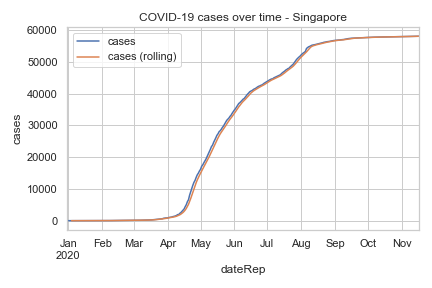 COVID-19 cases over time - Singapore
cases
cases (rolling)
60000
50000
40000
30000
20000
10000
0
cases
Jan Feb Mar Apr May Jun Jul Aug Sep Oct Nov
2020
dateRep